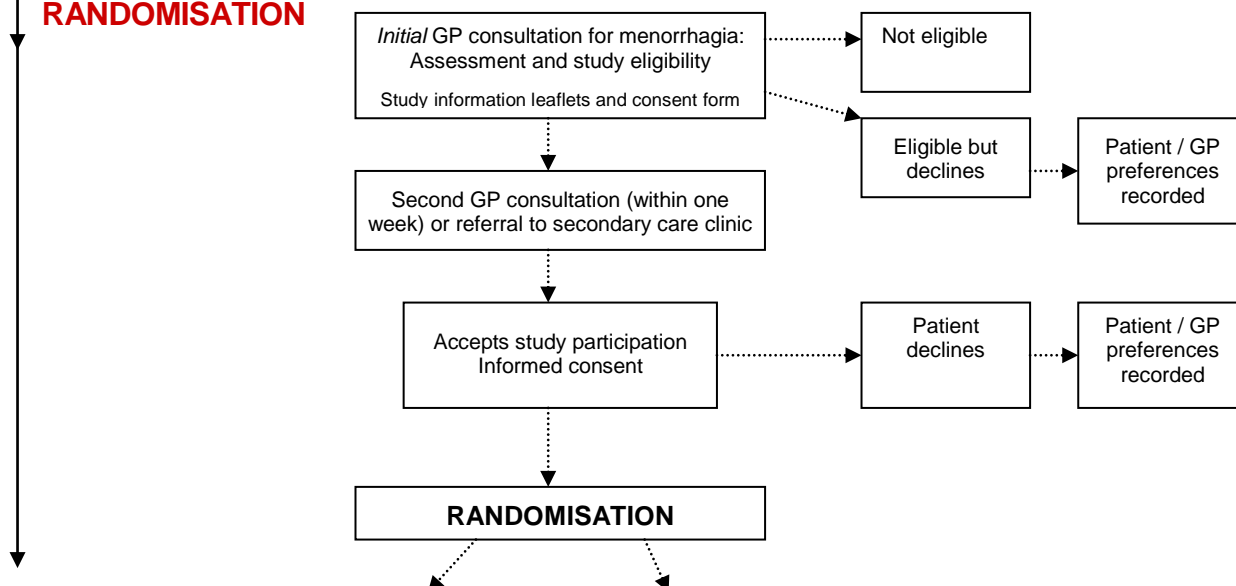 RANDOMISATION
Initial GP consultation for menorrhagia:
Assessment and study eligibility
Study information leaflets and consent form
Not eligible
Eligible but
declines
Patient / GP
preferences
recorded
Second GP consultation (within one
week) or referral to secondary care clinic
Accepts study participation
Informed consent
Patient
declines
Patient / GP
preferences
recorded
RANDOMISATION